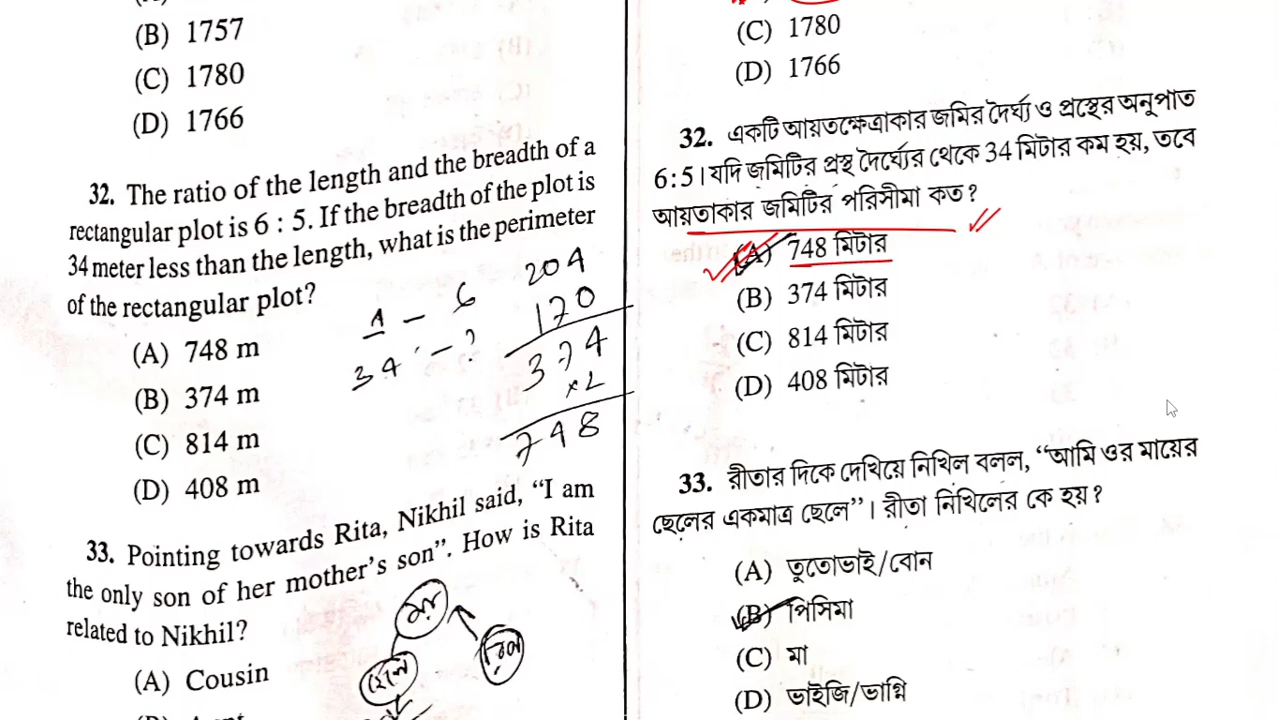 (B) 1757
(C) 1780
(D) 1766
32. The ratio of the length and the breadth of a
rectangular plot is 6 : 5. If the breadth of the plot is
34 meter less than the length, what is the perimeter
of the rectangular plot?
(A) 748 m
(B) 374 m
(C) 814 m
(D) 408 m
1 – 6
34 – ?
204
170
374
×2
748
33. Pointing towards Rita, Nikhil said, “I am
the only son of her mother’s son”. How is Rita
related to Nikhil?
(A) Cousin
মা
ছেলে
(C) 1780
(D) 1766
32. একটি আয়তক্ষেত্রাকার জমির দৈর্ঘ্য ও প্রস্থের অনুপাত
6:5। যদি জমিটির প্রস্থ দৈর্ঘ্যের থেকে 34 মিটার কম হয়, তবে
আয়তাকার জমিটির পরিসীমা কত?
(A) 748 মিটার
(B) 374 মিটার
(C) 814 মিটার
(D) 408 মিটার
33. রীতার দিকে দেখিয়ে নিখিল বলল, “আমি ওর মায়ের
ছেলের একমাত্র ছেলে”। রীতা নিখিলের কে হয়?
(A) তুতোভাই/বোন
(B) পিসিমা
(C) মা
(D) ভাইজি/ভাগ্নি